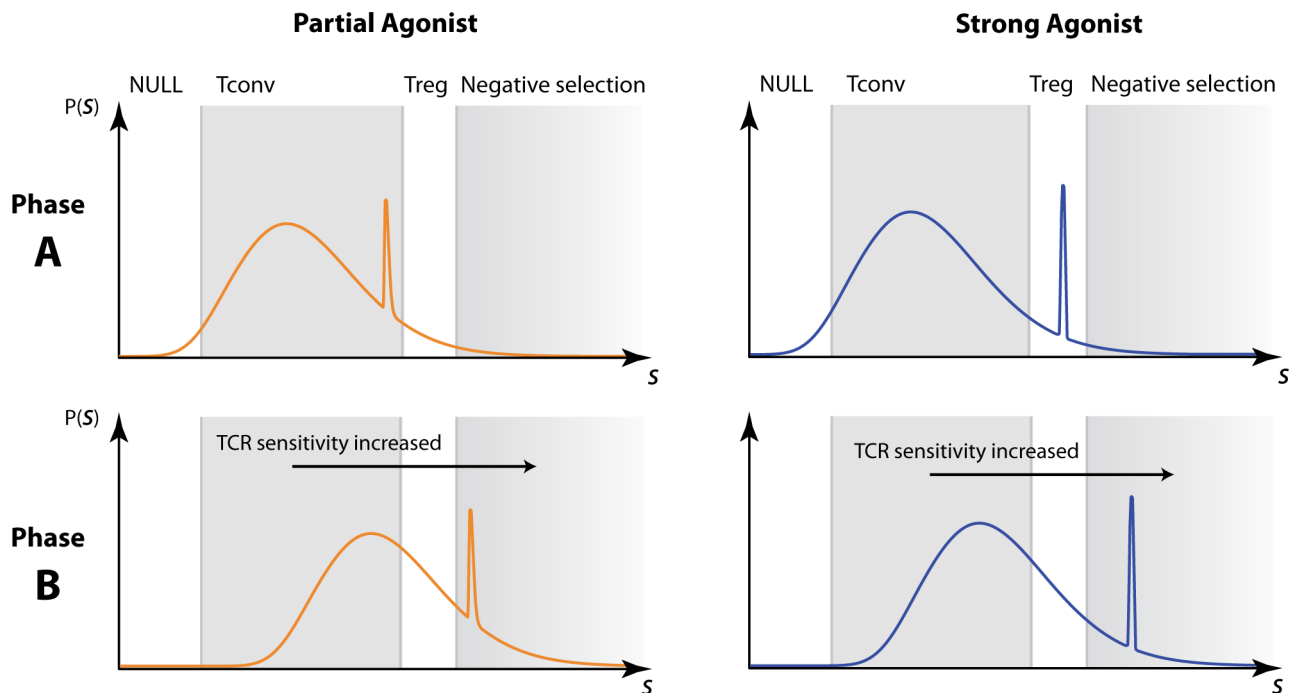 Partial Agonist
Strong Agonist
NULL Tconv Treg Negative selection
NULL Tconv Treg Negative selection
P(S)
Phase
A
S
S
P(S)
TCR sensitivity increased
TCR sensitivity increased
Phase
B
S
S